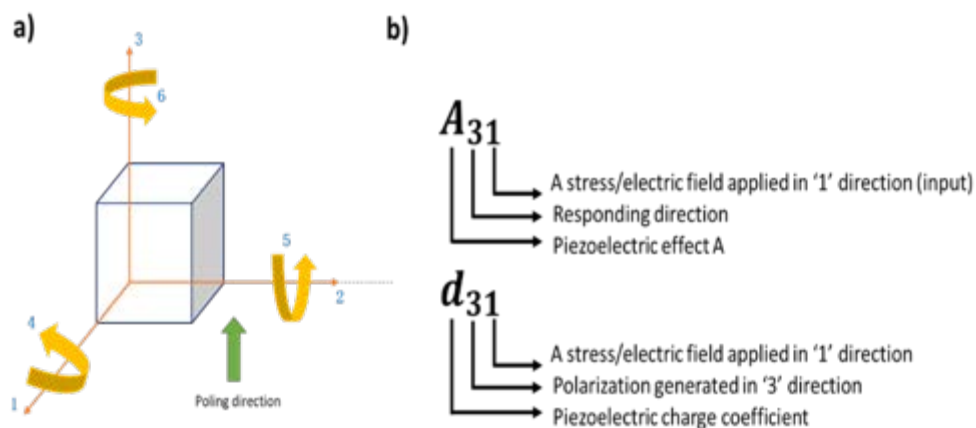 a)
3
6
5
2
4
1
Poling direction
b)
A31
A stress/electric field applied in ‘1’ direction (input)
Responding direction
Piezoelectric effect A
d31
A stress/electric field applied in ‘1’ direction
Polarization generated in ‘3’ direction
Piezoelectric charge coefficient